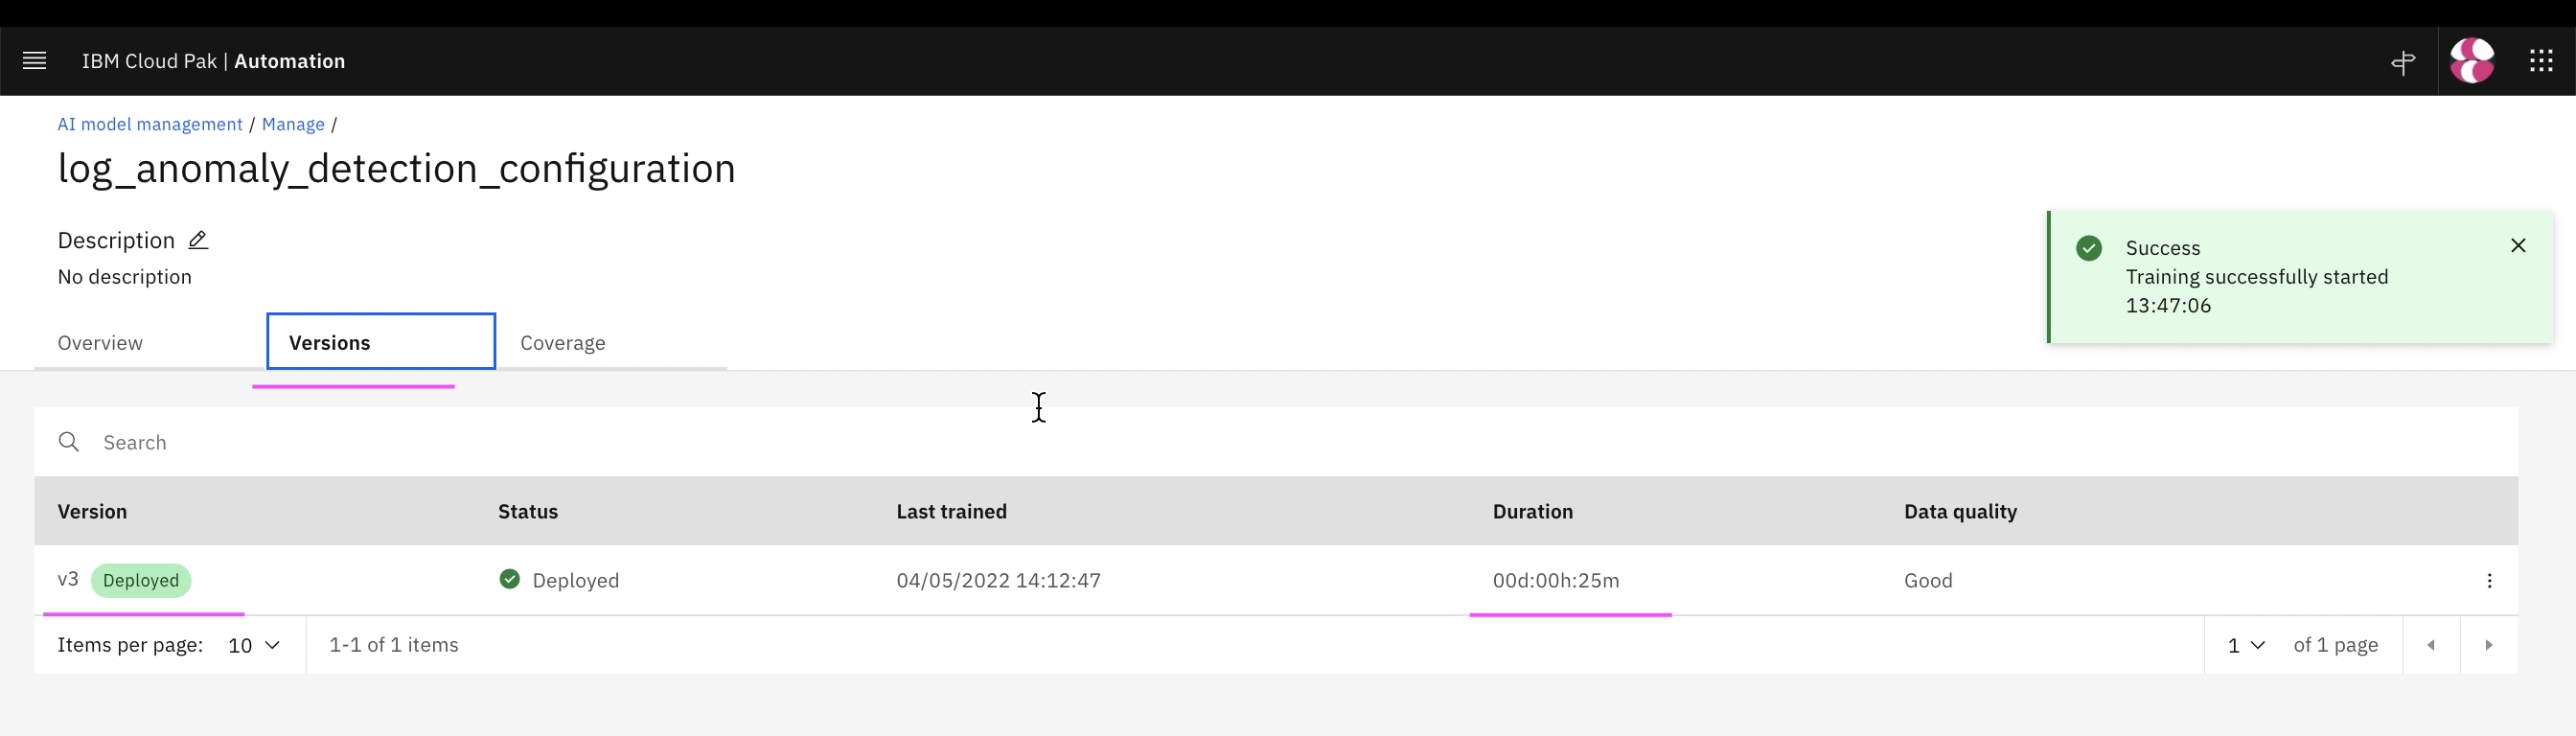 IBM Cloud Pak | Automation
AI model management / Manage /
log_anomaly_detection_configuration
Description
No description
Success
Training successfully started
13:47:06
Overview Versions Coverage
Search
Version Status Last trained Duration Data quality
v3 Deployed Deployed 04/05/2022 14:12:47 00d:00h:25m Good
Items per page: 10 1-1 of 1 items 1 of 1 page